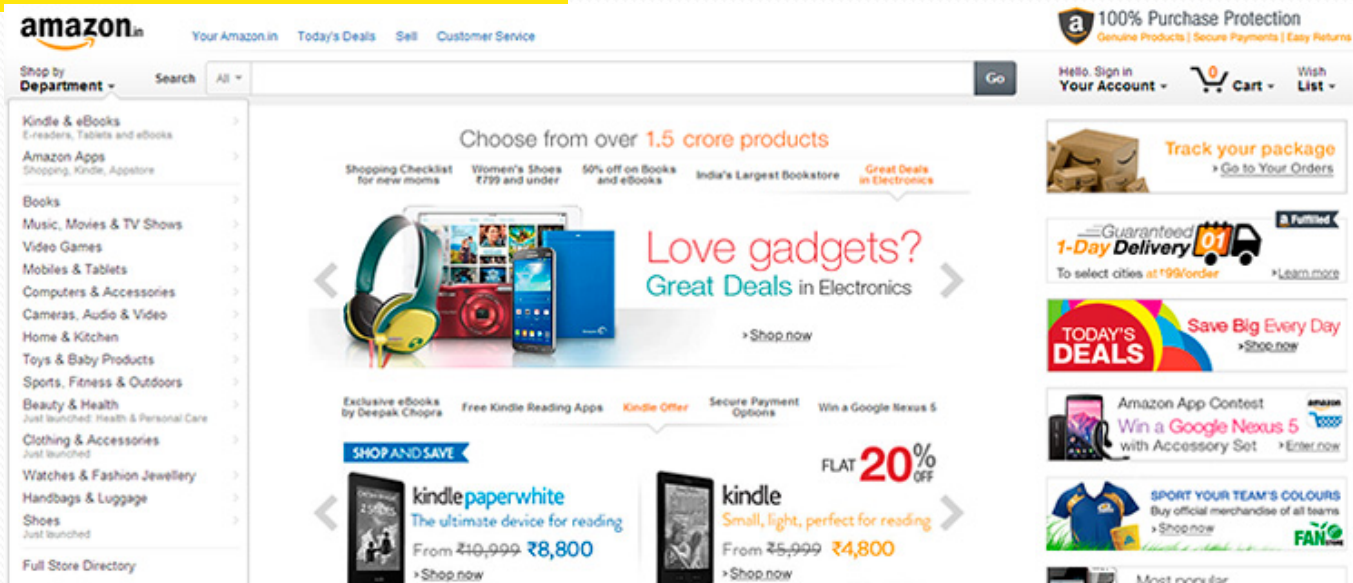 amazon.in
Your Amazon.in Today's Deals Sell Customer Service
100% Purchase Protection
Genuine Products | Secure Payments | Easy Returns
Shop by
Department
Search All Go
Hello. Sign in
Your Account
0
Cart
Wish
List
Kindle & eBooks
E-readers, Tablets and eBooks
Amazon Apps
Shopping, Kindle, Appstore
Books
Music, Movies & TV Shows
Video Games
Mobiles & Tablets
Computers & Accessories
Cameras, Audio & Video
Home & Kitchen
Toys & Baby Products
Sports, Fitness & Outdoors
Beauty & Health
Just launched: Health & Personal Care
Clothing & Accessories
Just launched
Watches & Fashion Jewellery
Handbags & Luggage
Shoes
Just launched
Full Store Directory
Choose from over 1.5 crore products
Shopping Checklist
for new moms
Women's Shoes
₹799 and under
50% off on Books
and eBooks
India's Largest Bookstore
Great Deals
in Electronics
Love gadgets?
Great Deals in Electronics
Shop now
Exclusive eBooks
by Deepak Chopra
Free Kindle Reading Apps
Kindle Offer
Secure Payment
Options
Win a Google Nexus 5
SHOP AND SAVE
FLAT 20% OFF
kindle paperwhite
The ultimate device for reading
From ₹10,999 ₹8,800
Shop now
kindle
Small, light, perfect for reading
From ₹5,999 ₹4,800
Shop now
Track your package
Go to Your Orders
a Fulfilled
Guaranteed
1-Day Delivery 01
To select cities at ₹99/order
Learn more
TODAY'S
DEALS
Save Big Every Day
Shop now
Amazon App Contest
amazon
Win a Google Nexus 5
with Accessory Set
Enter now
SPORT YOUR TEAM'S COLOURS
Buy official merchandise of all teams
Shop now
FAN STORE
Most popular